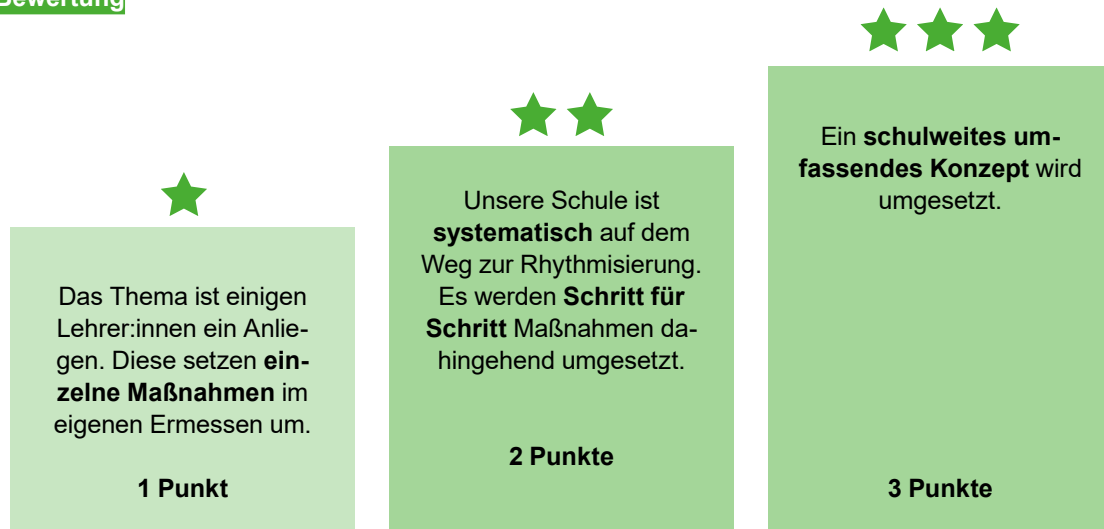 Bewertung
Das Thema ist einigen
Lehrer:innen ein Anlie-
gen. Diese setzen ein-
zelne Maßnahmen im
eigenen Ermessen um.
1 Punkt
Unsere Schule ist
systematisch auf dem
Weg zur Rhythmisierung.
Es werden Schritt für
Schritt Maßnahmen da-
hingehend umgesetzt.
2 Punkte
Ein schulweites um-
fassendes Konzept wird
umgesetzt.
3 Punkte